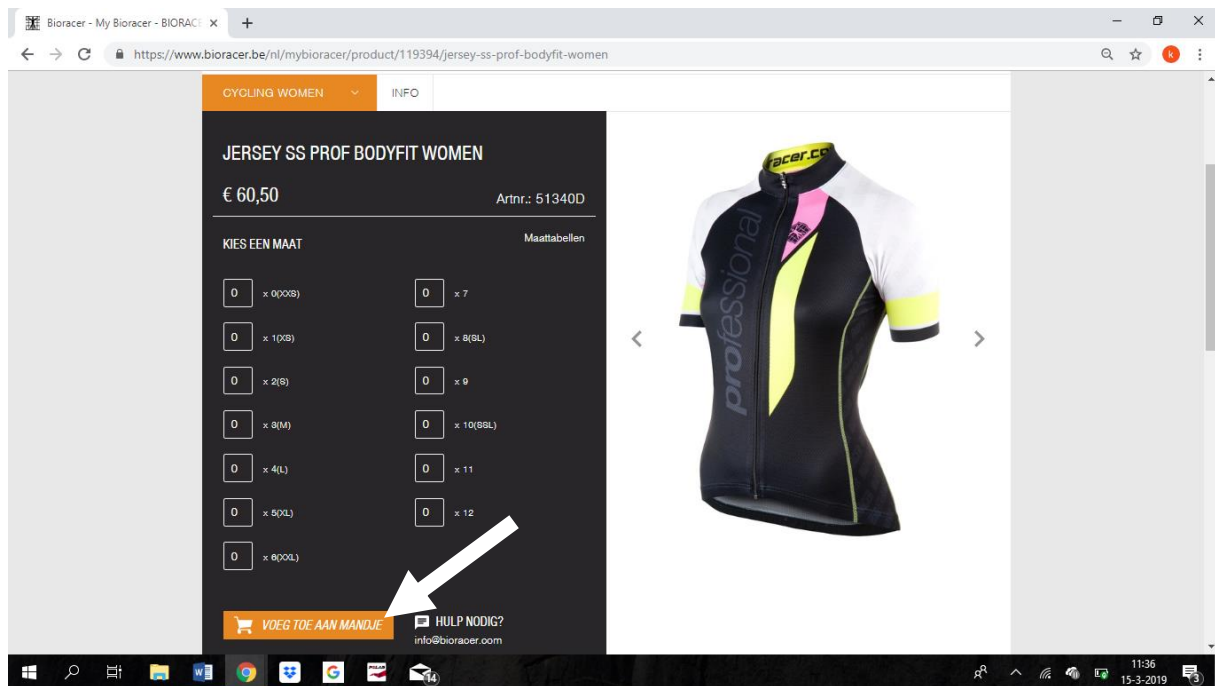 Bioracer - My Bioracer - BIORACE
https://www.bioracer.be/nl/mybioracer/product/119394/jersey-ss-prof-bodyfit-women
k
CYCLING WOMEN
INFO
JERSEY SS PROF BODYFIT WOMEN
€ 60,50
Artnr.: 51340D
KIES EEN MAAT
Maattabellen
0 x 0(XXS)
0 x 7
0 x 1(XS)
0 x 8(SL)
0 x 2(S)
0 x 9
0 x 3(M)
0 x 10(SSL)
0 x 4(L)
0 x 11
0 x 5(XL)
0 x 12
0 x 6(XXL)
VOEG TOE AAN MANDJE
HULP NODIG?
info@bioracer.com
racer.co
professional
14
11:36
15-3-2019
3